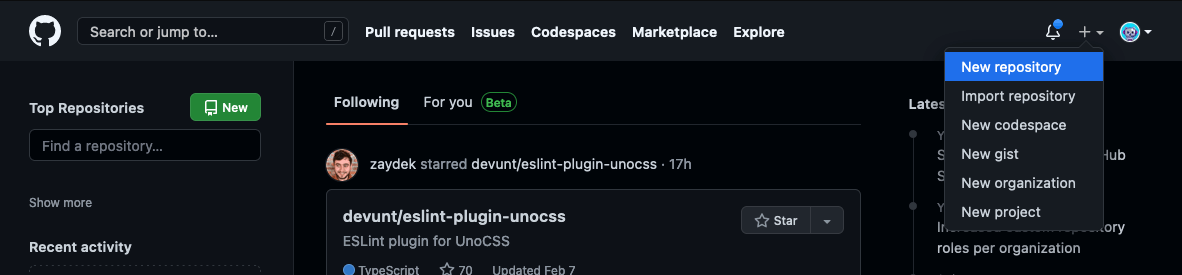 Search or jump to... /
Pull requests
Issues
Codespaces
Marketplace
Explore
Top Repositories
New
Find a repository...
Show more
Recent activity
Following
For you Beta
zaydek starred devunt/eslint-plugin-unocss · 17h
devunt/eslint-plugin-unocss
Star
ESLint plugin for UnoCSS
TypeScript
70
Updated Feb 7
New repository
Import repository
New codespace
New gist
New organization
New project
Lates
Y
S
Hub
S
Y
repository
roles per organization